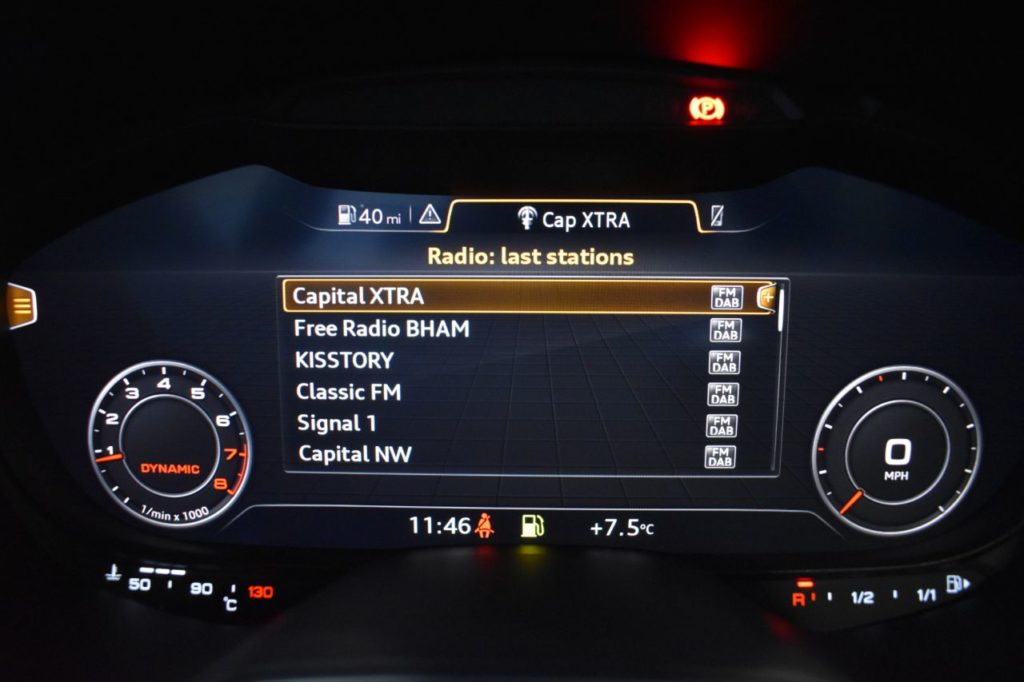 P
40 mi
Cap XTRA
Radio: last stations
Capital XTRA FM DAB
Free Radio BHAM FM DAB
KISSTORY FM DAB
Classic FM FM DAB
Signal 1 FM DAB
Capital NW FM DAB
1 2 3 4 5 6 7 8
DYNAMIC
1/min x 1000
0
MPH
11:46
+7.5°C
50 90 130
°C
R 1/2 1/1